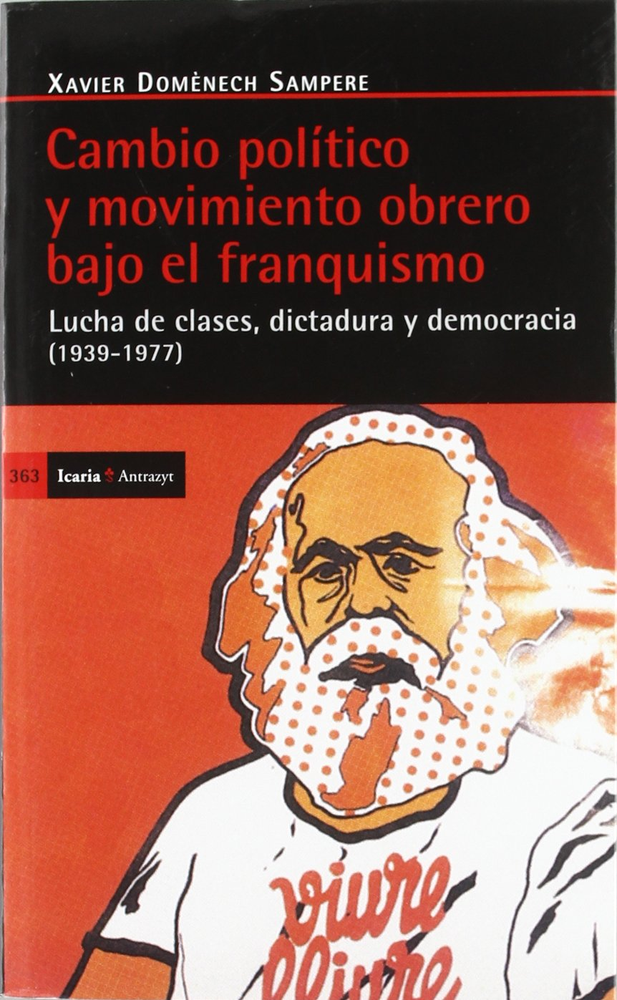 XAVIER DOMÈNECH SAMPERE
Cambio político
y movimiento obrero
bajo el franquismo
Lucha de clases, dictadura y democracia
(1939-1977)
363 Icaria Antrazyt
viure
lliure